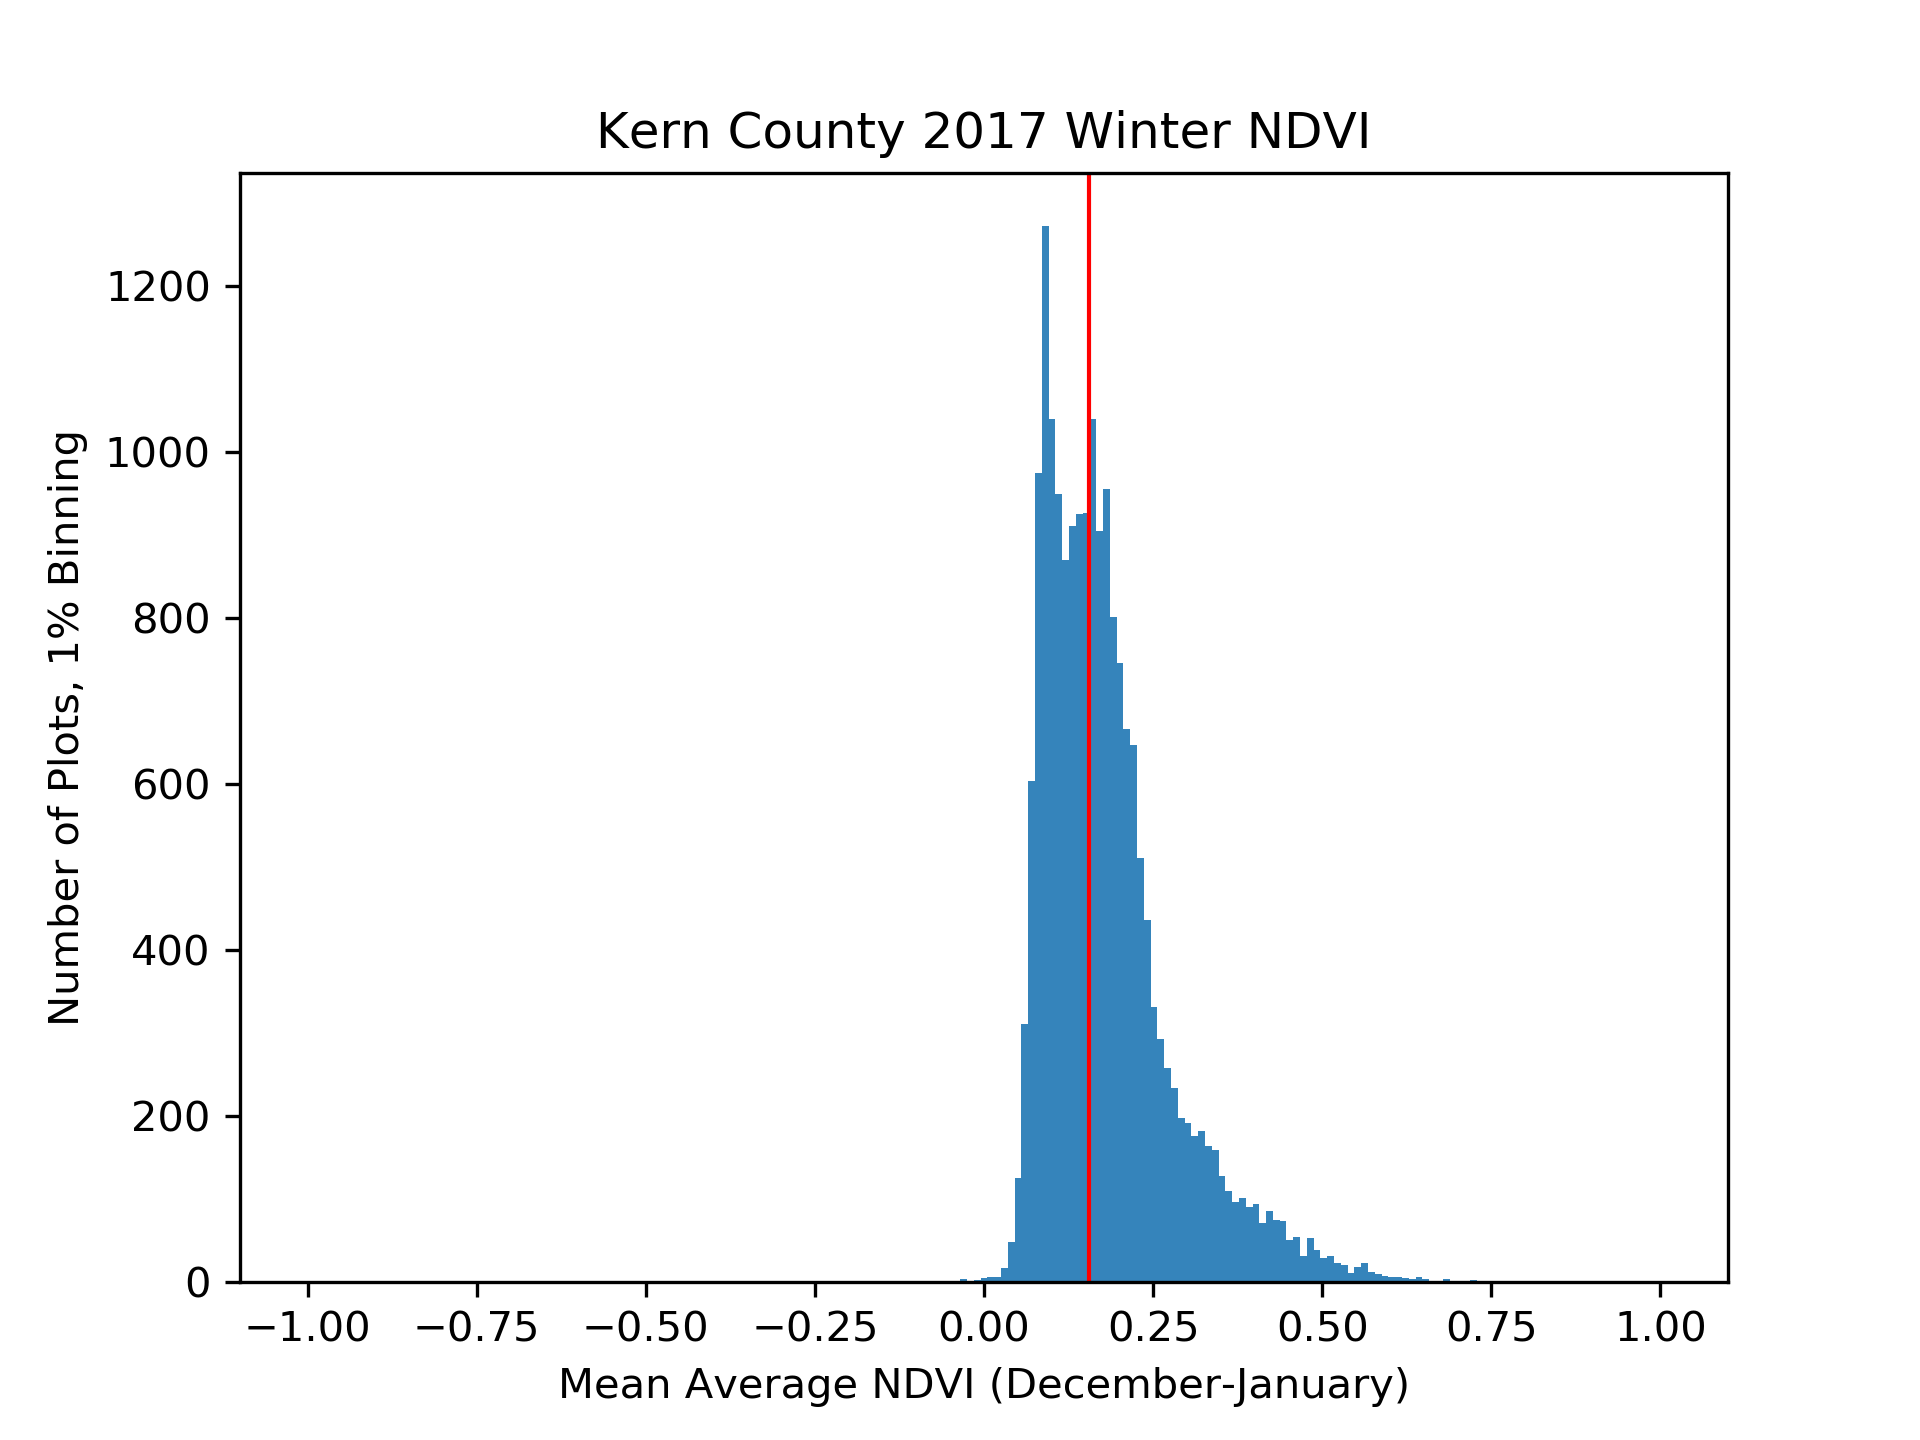 Kern County 2017 Winter NDVI
Number of Plots, 1% Binning
1200
1000
800
600
400
200
0
−1.00 −0.75 −0.50 −0.25 0.00 0.25 0.50 0.75 1.00
Mean Average NDVI (December-January)